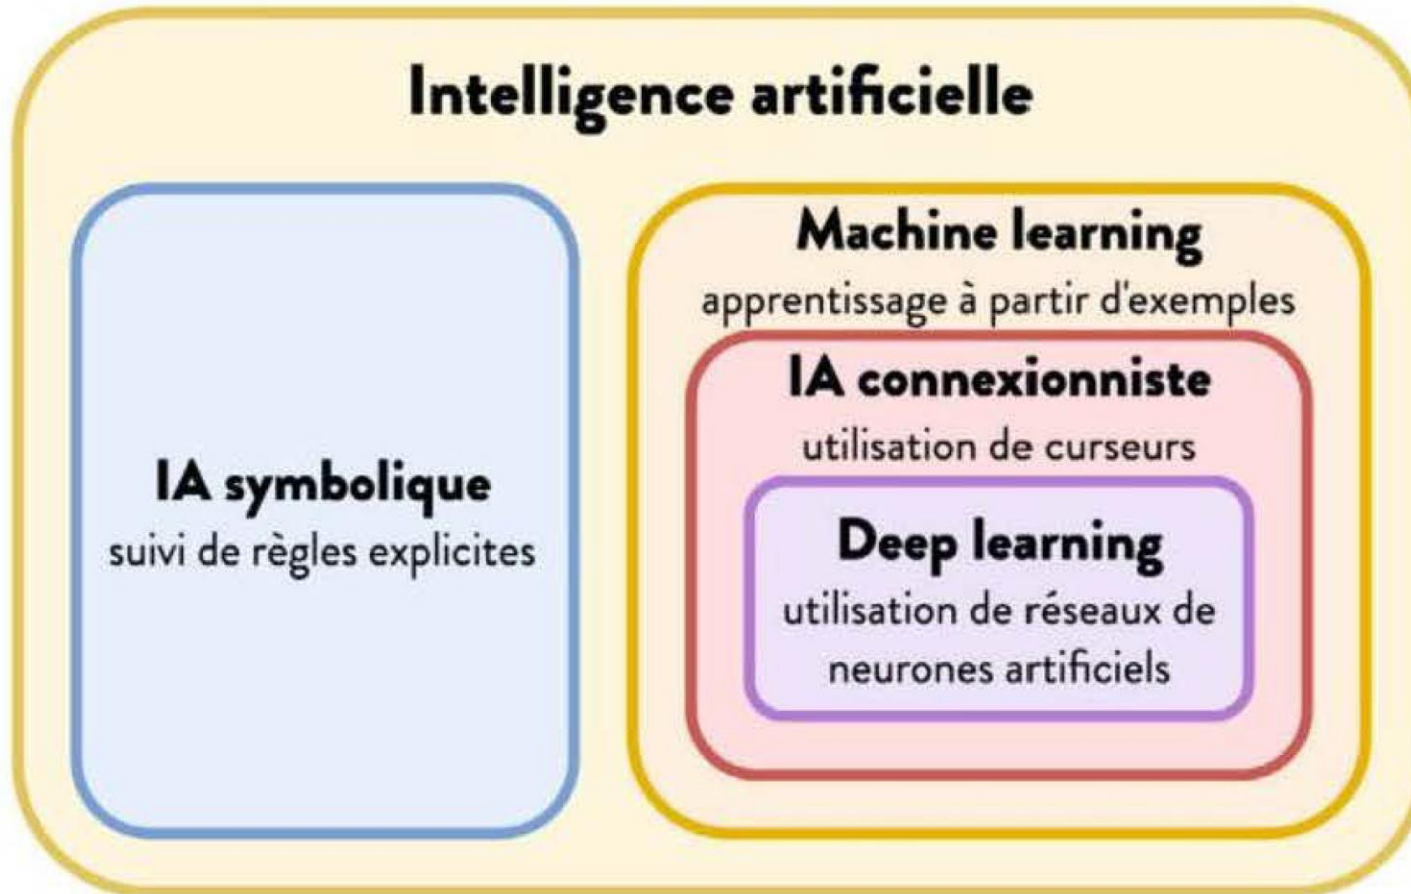 Intelligence artificielle
IA symbolique
suivi de règles explicites
Machine learning
apprentissage à partir d'exemples
IA connexionniste
utilisation de curseurs
Deep learning
utilisation de réseaux de
neurones artificiels